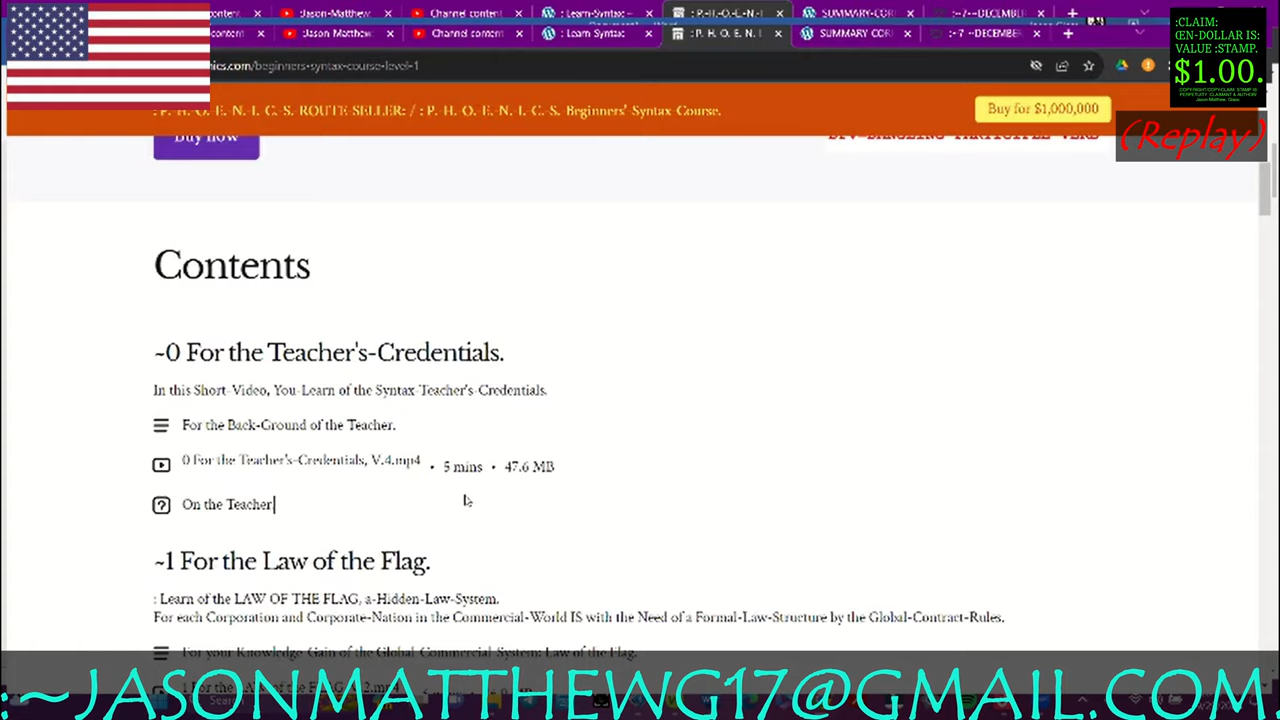 Jason-Matthew
Channel content
: Learn-Syntax
: P-H-O-E-N-I
SUMMARY-COR
:~7~~DECEMBER
content
Jason-Matthew
Channel content
: Learn Syntax
: P. H. O. E. N. I.
SUMMARY COR
:~7 ~DECEMBER
ics.com/beginners-syntax-course-level-1
: P. H. O. E. N. I. C. S. ROUTE-SELLER: / : P. H. O. E. N. I. C. S. Beginners' Syntax Course.
Buy for $1,000,000
:CLAIM:
VALUE :STAMP.
$1.00.
(Replay)
Buy now
Contents
~0 For the Teacher's-Credentials.
In this Short-Video, You-Learn of the Syntax-Teacher's-Credentials.
For the Back-Ground of the Teacher.
0 For the Teacher's-Credentials, V.4.mp4 • 5 mins • 47.6 MB
On the Teacher
~1 For the Law of the Flag.
: Learn of the LAW OF THE FLAG, a-Hidden-Law-System.
For each Corporation and Corporate-Nation in the Commercial-World IS with the Need of a Formal-Law-Structure by the Global-Contract-Rules.
For your Knowledge-Gain of the Global Commercial-System: Law of the Flag.
:~JASONMATTHEWG17@GMAIL.COM.